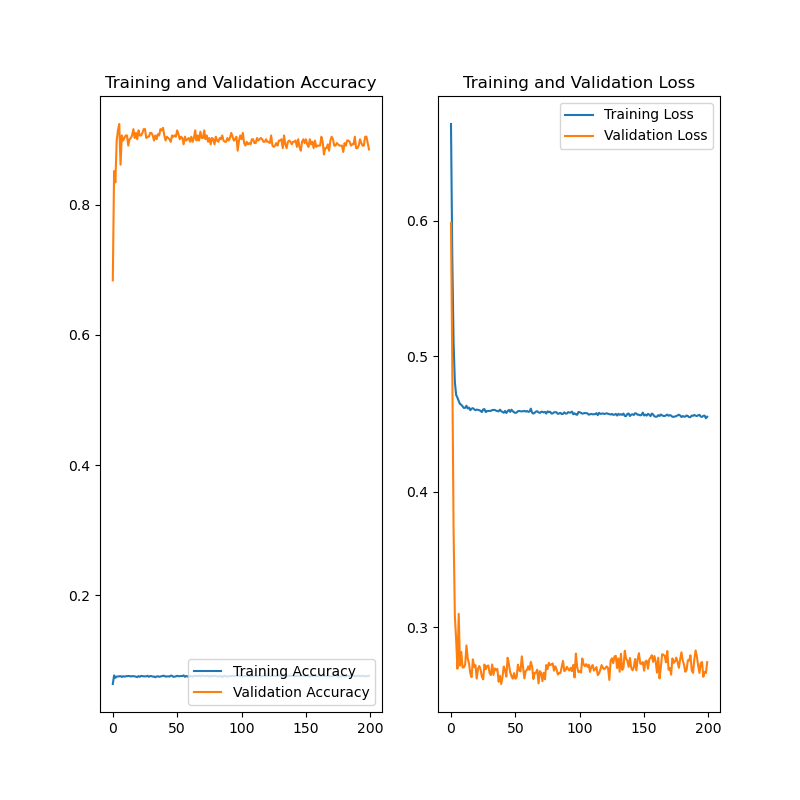 Training and Validation Accuracy
0.8
0.6
0.4
0.2
Training Accuracy
Validation Accuracy
0 50 100 150 200
Training and Validation Loss
Training Loss
Validation Loss
0.6
0.5
0.4
0.3
0 50 100 150 200